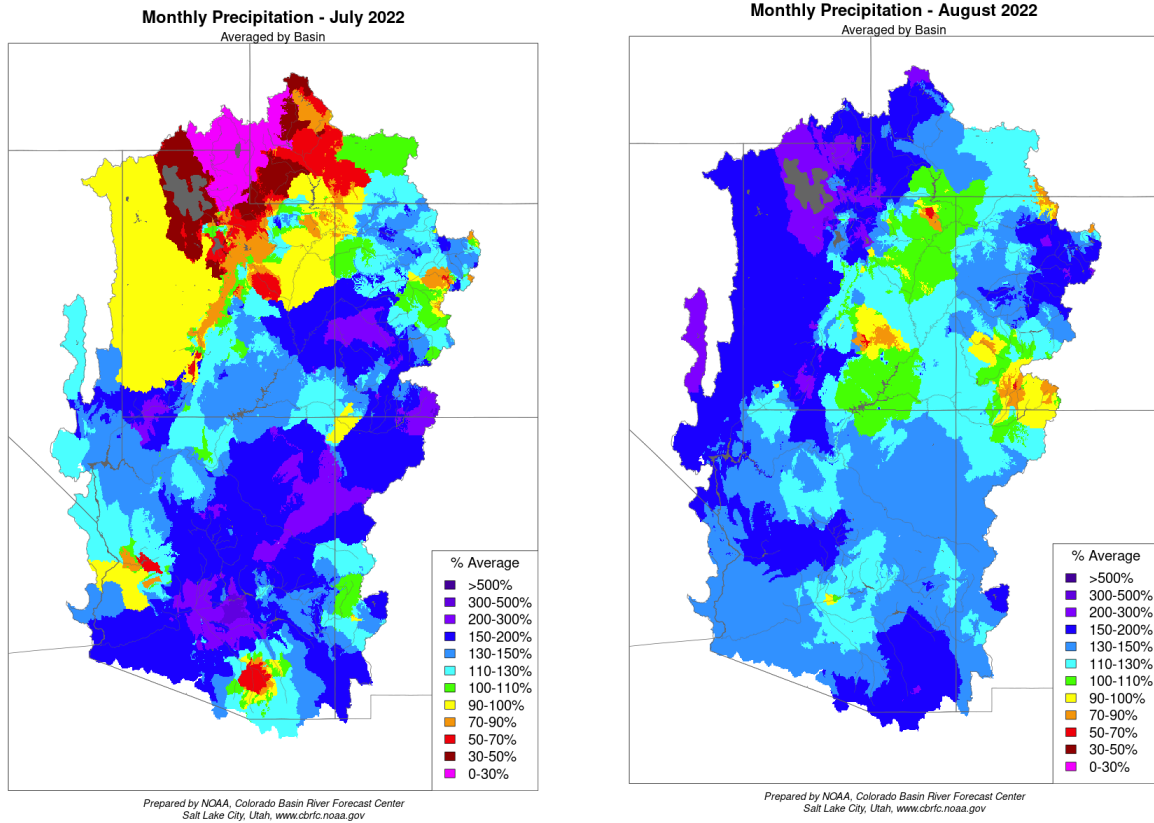 Monthly Precipitation - July 2022
Averaged by Basin
% Average
>500%
300-500%
200-300%
150-200%
130-150%
110-130%
100-110%
90-100%
70-90%
50-70%
30-50%
0-30%
Prepared by NOAA, Colorado Basin River Forecast Center
Salt Lake City, Utah, www.cbrfc.noaa.gov
Monthly Precipitation - August 2022
Averaged by Basin
% Average
>500%
300-500%
200-300%
150-200%
130-150%
110-130%
100-110%
90-100%
70-90%
50-70%
30-50%
0-30%
Prepared by NOAA, Colorado Basin River Forecast Center
Salt Lake City, Utah, www.cbrfc.noaa.gov